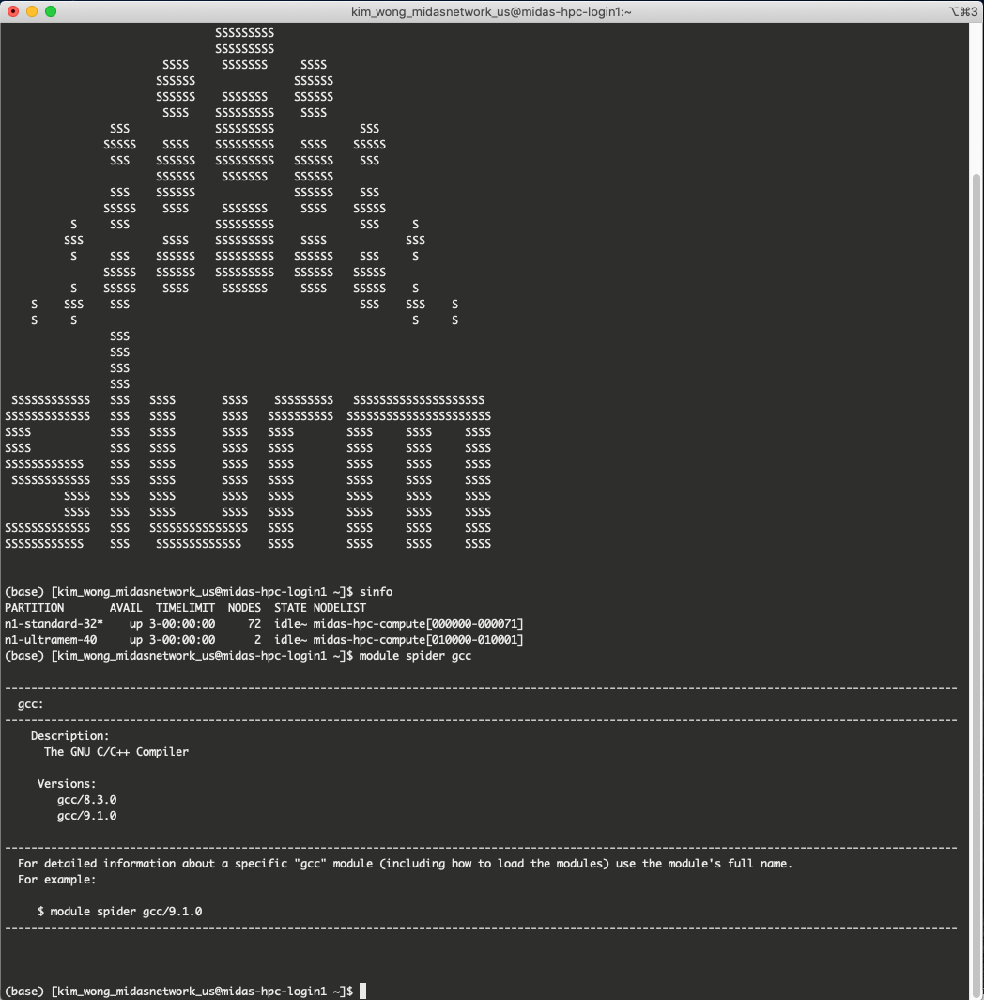 SSSSSSSSS
                                SSSSSSSSS
                        SSSS     SSSSSSS     SSSS
                       SSSSSS               SSSSSS
                       SSSSSS    SSSSSSS    SSSSSS
                        SSSS    SSSSSSSSS    SSSS
                SSS             SSSSSSSSS             SSS
               SSSSS    SSSS    SSSSSSSSS    SSSS    SSSSS
                SSS    SSSSSS   SSSSSSSSS   SSSSSS    SSS
                       SSSSSS    SSSSSSS    SSSSSS
                SSS    SSSSSS               SSSSSS    SSS
               SSSSS    SSSS     SSSSSSS     SSSS    SSSSS
          S     SSS             SSSSSSSSS             SSS     S
         SSS            SSSS    SSSSSSSSS    SSSS            SSS
          S     SSS    SSSSSS   SSSSSSSSS   SSSSSS    SSS     S
               SSSSS   SSSSSS   SSSSSSSSS   SSSSSS   SSSSS
          S    SSSSS    SSSS     SSSSSSS     SSSS    SSSSS    S
    S    SSS    SSS                                   SSS    SSS    S
    S     S                                                   S     S
                SSS
                SSS
                SSS
                SSS
 SSSSSSSSSSSS   SSS   SSSS       SSSS    SSSSSSSSS   SSSSSSSSSSSSSSSSSSSS
SSSSSSSSSSSSS   SSS   SSSS       SSSS   SSSSSSSSSS  SSSSSSSSSSSSSSSSSSSSSS
SSSS            SSS   SSSS       SSSS   SSSS        SSSS     SSSS     SSSS
SSSS            SSS   SSSS       SSSS   SSSS        SSSS     SSSS     SSSS
SSSSSSSSSSSS    SSS   SSSS       SSSS   SSSS        SSSS     SSSS     SSSS
 SSSSSSSSSSSS   SSS   SSSS       SSSS   SSSS        SSSS     SSSS     SSSS
         SSSS   SSS   SSSS       SSSS   SSSS        SSSS     SSSS     SSSS
         SSSS   SSS   SSSS       SSSS   SSSS        SSSS     SSSS     SSSS
SSSSSSSSSSSSS   SSS   SSSSSSSSSSSSSSS   SSSS        SSSS     SSSS     SSSS
SSSSSSSSSSSS    SSS    SSSSSSSSSSSSS    SSSS        SSSS     SSSS     SSSS
kim_wong_midasnetwork_us@midas-hpc-login1:~ ⌥⌘3
(base) [kim_wong_midasnetwork_us@midas-hpc-login1 ~]$ sinfo
PARTITION       AVAIL  TIMELIMIT  NODES  STATE NODELIST
n1-standard-32*    up 3-00:00:00     72  idle~ midas-hpc-compute[000000-000071]
n1-ultramem-40     up 3-00:00:00      2  idle~ midas-hpc-compute[010000-010001]
(base) [kim_wong_midasnetwork_us@midas-hpc-login1 ~]$ module spider gcc
-------------------------------------------------------------------------------------------------------------------------------------------------
  gcc:
-------------------------------------------------------------------------------------------------------------------------------------------------
    Description:
      The GNU C/C++ Compiler
     Versions:
        gcc/8.3.0
        gcc/9.1.0
-------------------------------------------------------------------------------------------------------------------------------------------------
  For detailed information about a specific "gcc" module (including how to load the modules) use the module's full name.
  For example:
     $ module spider gcc/9.1.0
-------------------------------------------------------------------------------------------------------------------------------------------------
(base) [kim_wong_midasnetwork_us@midas-hpc-login1 ~]$